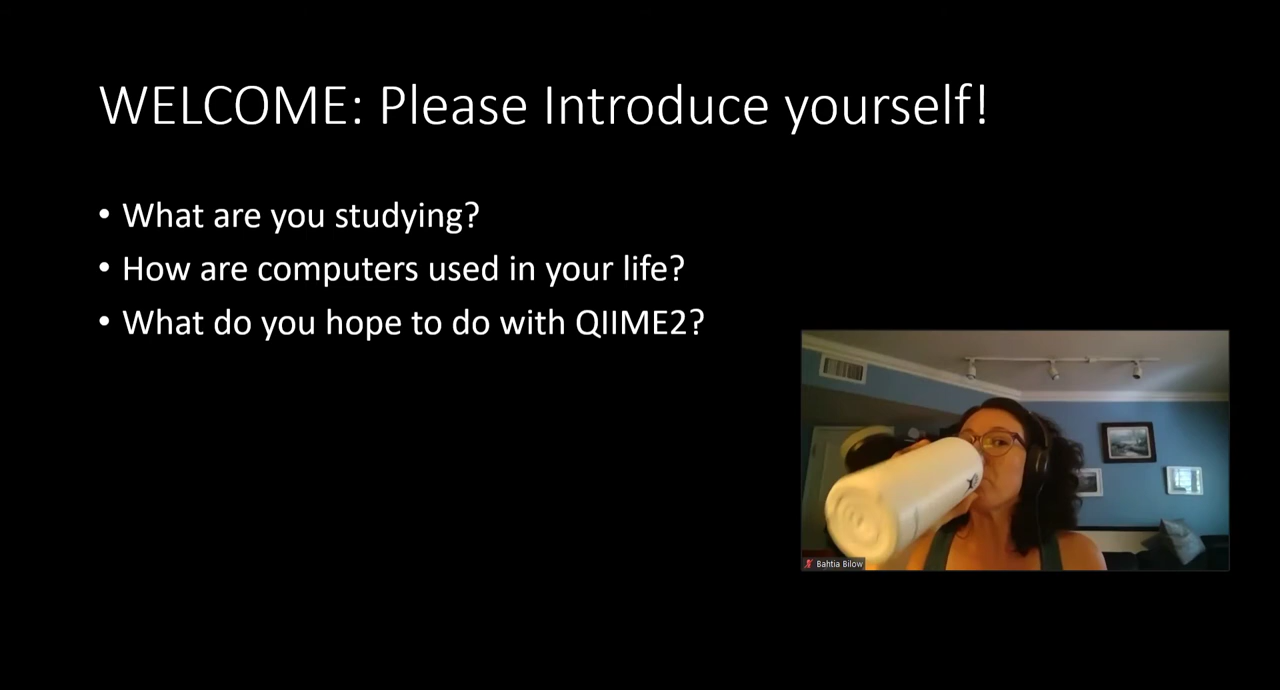 WELCOME: Please Introduce yourself!
• What are you studying?
• How are computers used in your life?
• What do you hope to do with QIIME2?
Bahtia Bilow